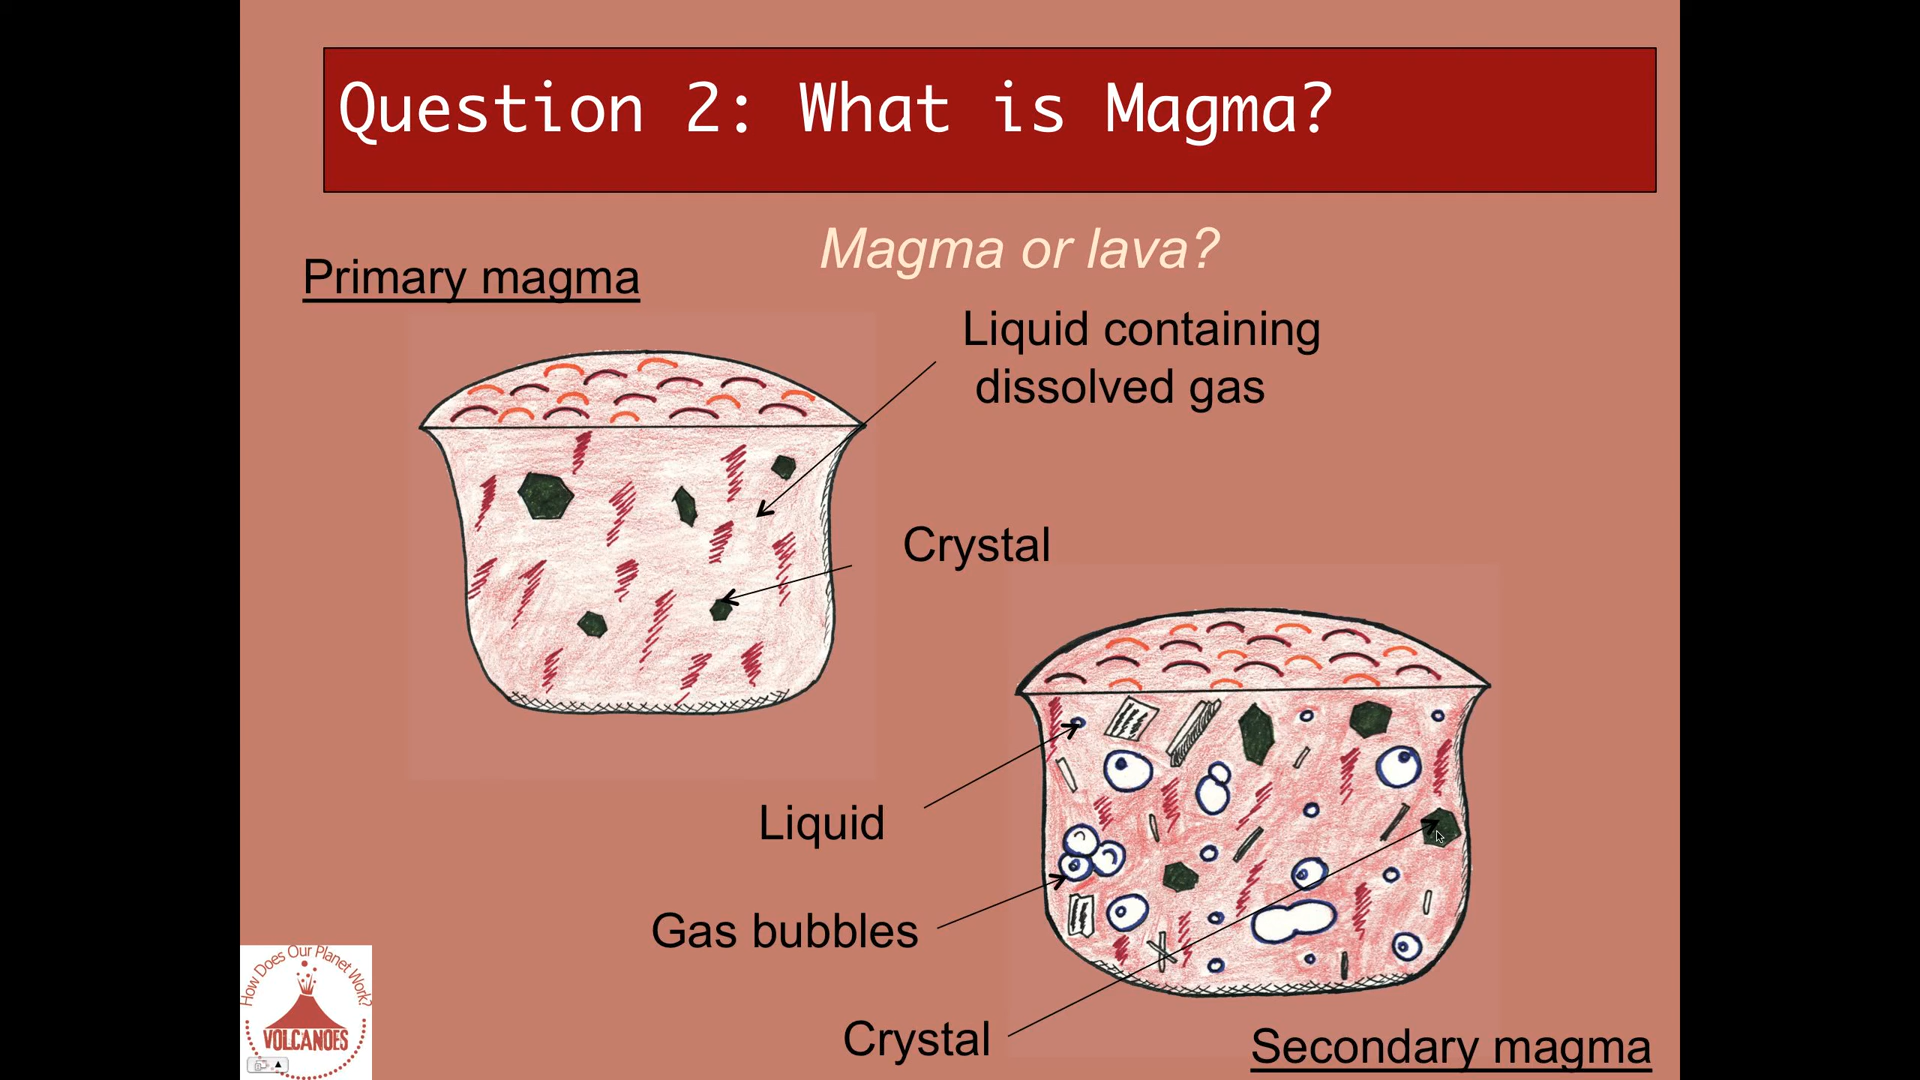 Question 2: What is Magma?
Magma or lava?
Primary magma
Liquid containing
dissolved gas
Crystal
Liquid
Gas bubbles
Crystal
Secondary magma
How Does Our Planet Work?
VOLCANOES